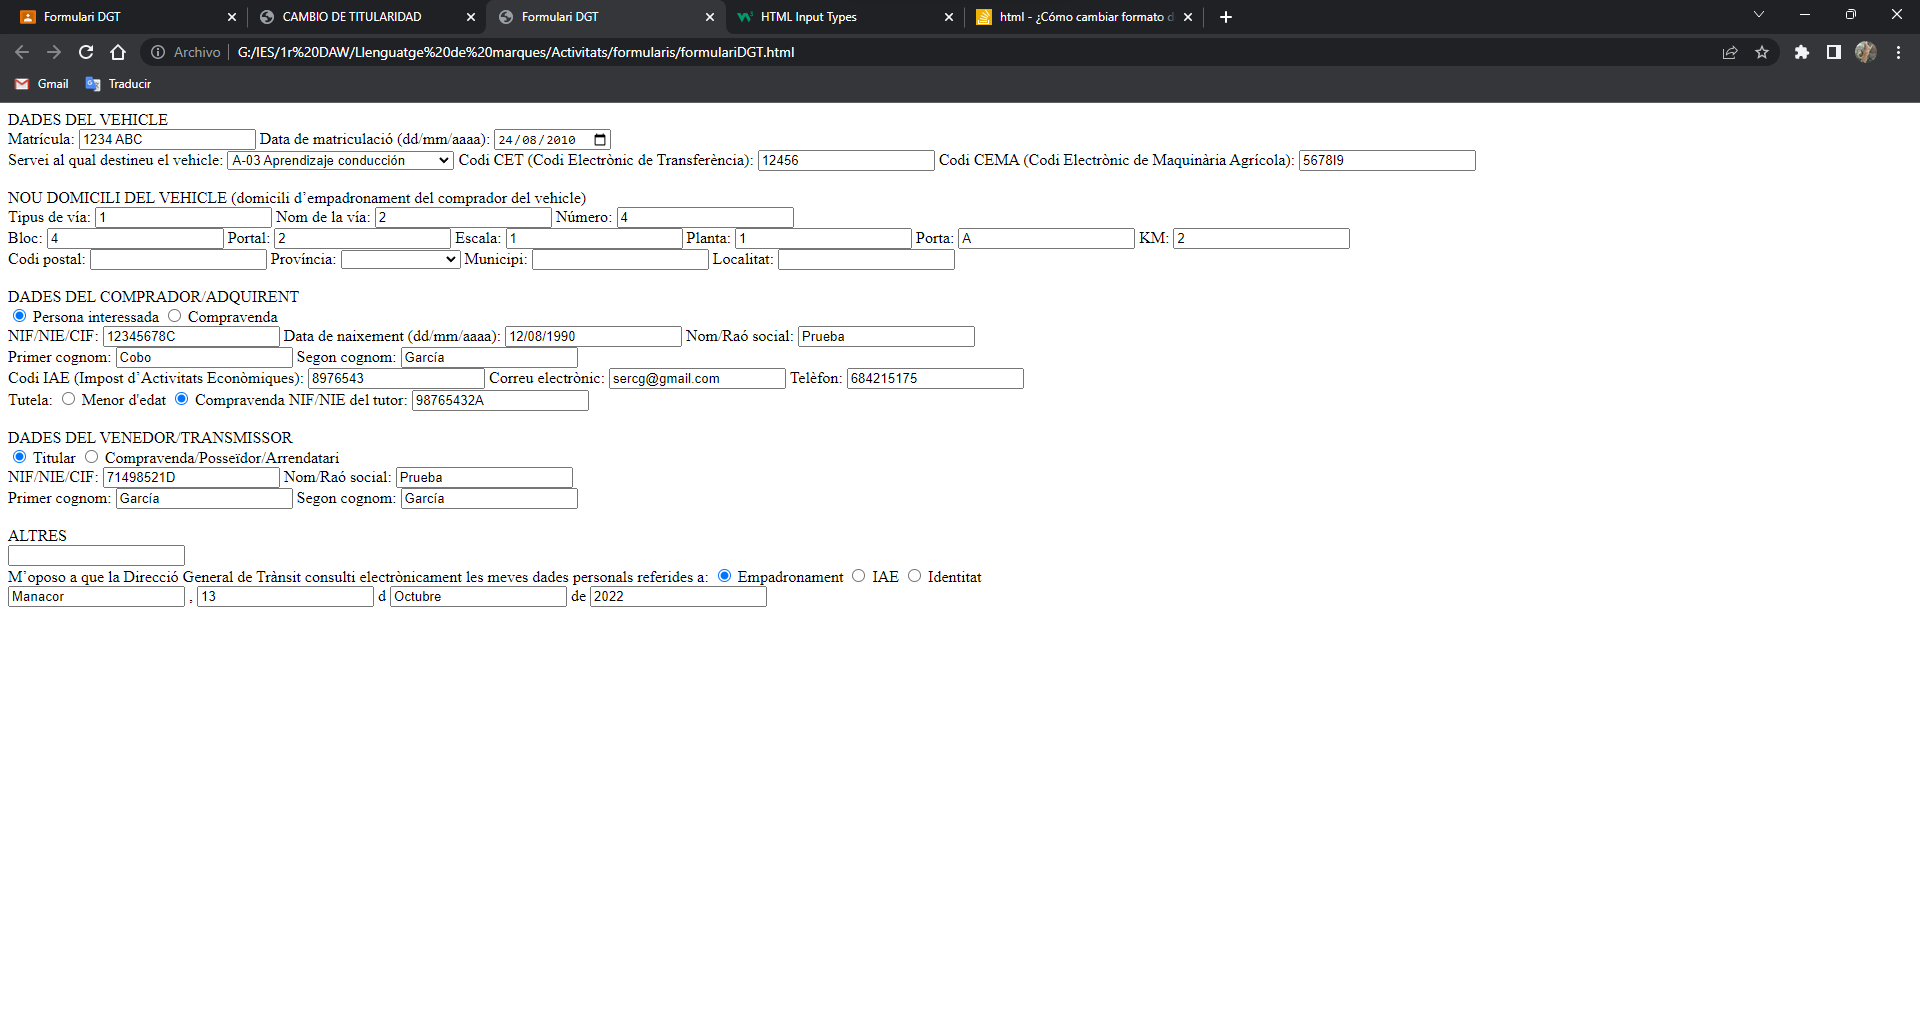 Formulari DGT
CAMBIO DE TITULARIDAD
Formulari DGT
HTML Input Types
html - ¿Cómo cambiar formato d
Archivo G:/IES/1r%20DAW/Llenguatge%20de%20marques/Activitats/formularis/formulariDGT.html
Gmail Traducir
DADES DEL VEHICLE
Matrícula: 1234 ABC Data de matriculació (dd/mm/aaaa): 24/08/2010
Servei al qual destineu el vehicle: A-03 Aprendizaje conducción Codi CET (Codi Electrònic de Transferència): 12456 Codi CEMA (Codi Electrònic de Maquinària Agrícola): 5678I9
NOU DOMICILI DEL VEHICLE (domicili d’empadronament del comprador del vehicle)
Tipus de vía: 1 Nom de la vía: 2 Número: 4
Bloc: 4 Portal: 2 Escala: 1 Planta: 1 Porta: A KM: 2
Codi postal: Província: Municipi: Localitat:
DADES DEL COMPRADOR/ADQUIRENT
Persona interessada Compravenda
NIF/NIE/CIF: 12345678C Data de naixement (dd/mm/aaaa): 12/08/1990 Nom/Raó social: Prueba
Primer cognom: Cobo Segon cognom: García
Codi IAE (Impost d’Activitats Econòmiques): 8976543 Correu electrònic: sercg@gmail.com Telèfon: 684215175
Tutela: Menor d'edat Compravenda NIF/NIE del tutor: 98765432A
DADES DEL VENEDOR/TRANSMISSOR
Titular Compravenda/Posseïdor/Arrendatari
NIF/NIE/CIF: 71498521D Nom/Raó social: Prueba
Primer cognom: García Segon cognom: García
ALTRES
M’oposo a que la Direcció General de Trànsit consulti electrònicament les meves dades personals referides a: Empadronament IAE Identitat
Manacor , 13 d Octubre de 2022